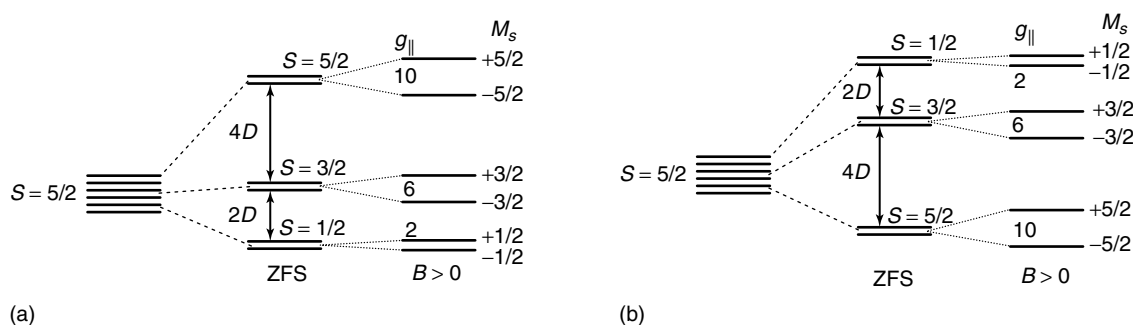 S = 5/2
S = 5/2
4D
S = 3/2
2D
S = 1/2
ZFS
g∥
10
6
2
B > 0
Ms
+5/2
−5/2
+3/2
−3/2
+1/2
−1/2
(a)
S = 5/2
S = 1/2
2D
S = 3/2
4D
S = 5/2
ZFS
g∥
2
6
10
B > 0
Ms
+1/2
−1/2
+3/2
−3/2
+5/2
−5/2
(b)